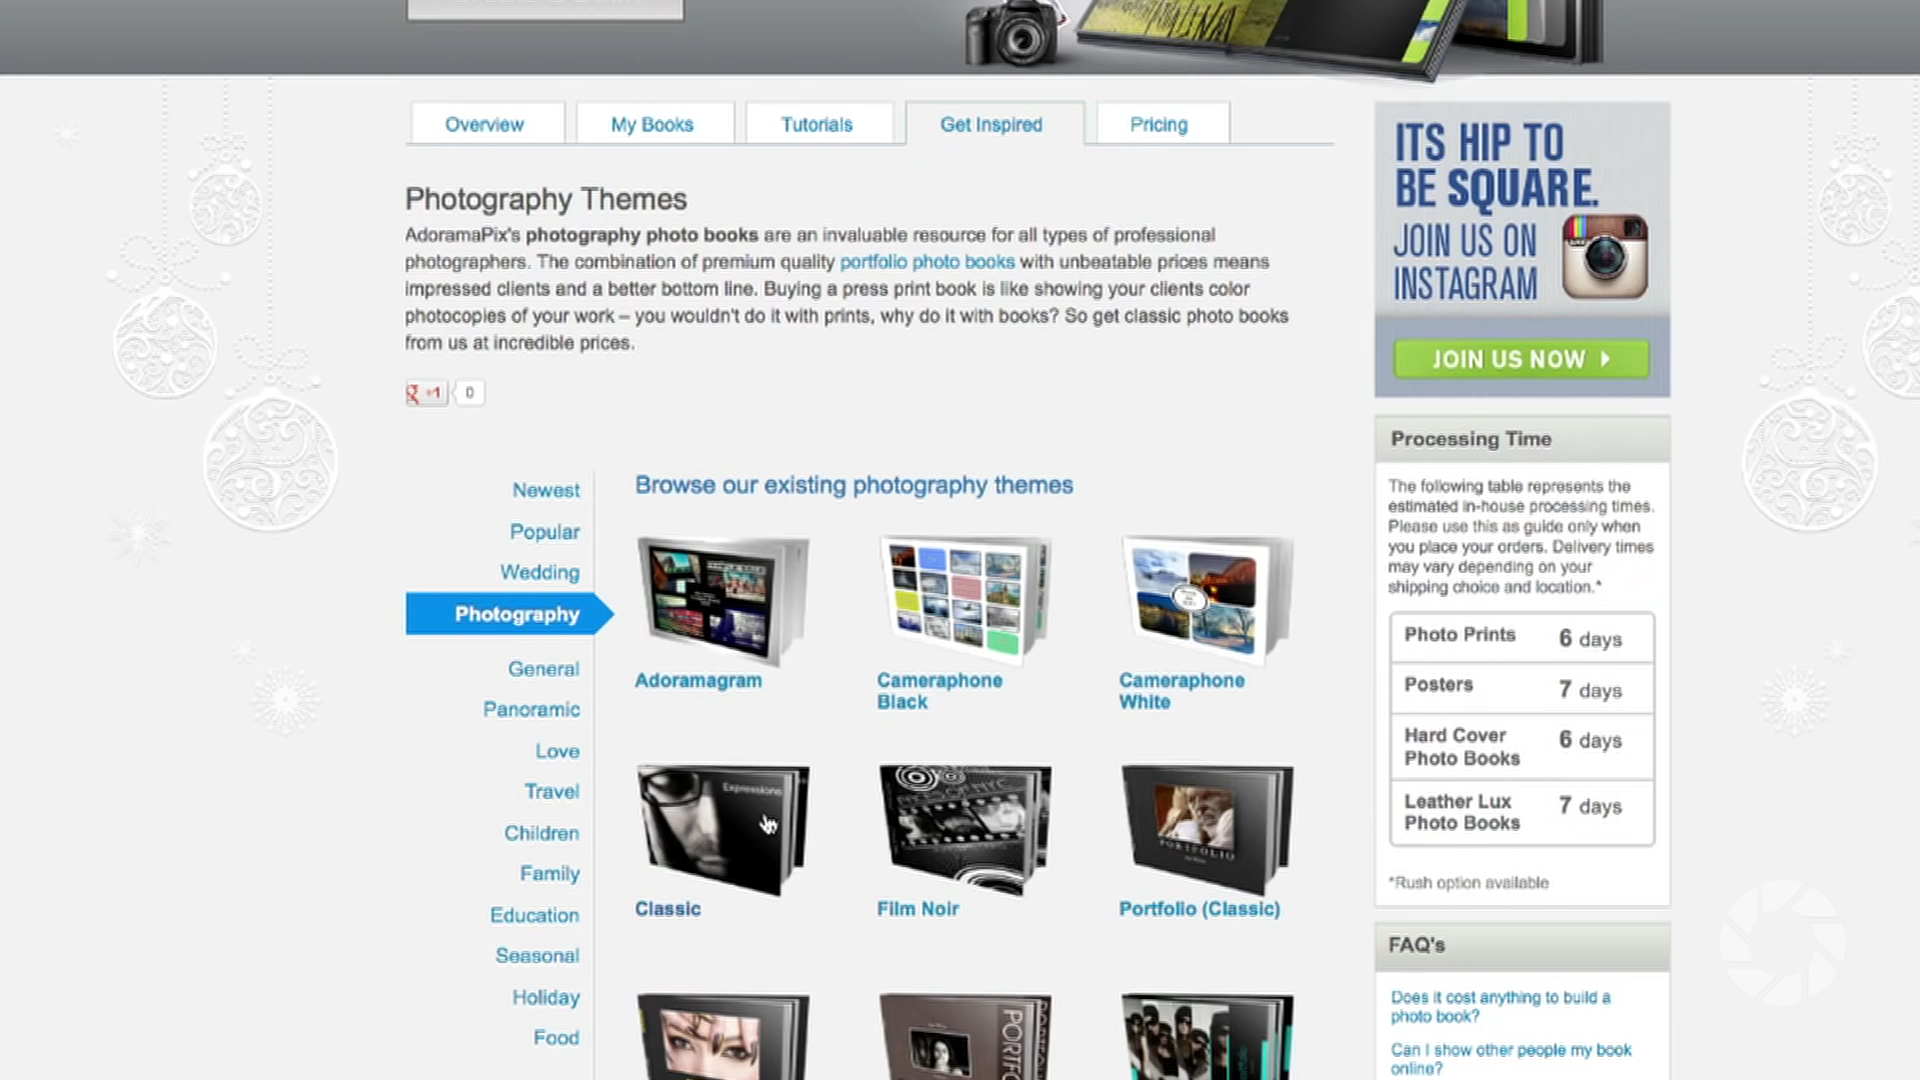 Overview
My Books
Tutorials
Get Inspired
Pricing
Photography Themes
AdoramaPix's photography photo books are an invaluable resource for all types of professional
photographers. The combination of premium quality portfolio photo books with unbeatable prices means
impressed clients and a better bottom line. Buying a press print book is like showing your clients color
photocopies of your work – you wouldn't do it with prints, why do it with books? So get classic photo books
from us at incredible prices.
+1
0
Newest
Popular
Wedding
Photography
General
Panoramic
Love
Travel
Children
Family
Education
Seasonal
Holiday
Food
Browse our existing photography themes
Adoramagram
Cameraphone
Black
Cameraphone
White
Expressions
Classic
Film Noir
PORTFOLIO
Portfolio (Classic)
PORTFO
ITS HIP TO
BE SQUARE.
JOIN US ON
INSTAGRAM
JOIN US NOW
Processing Time
The following table represents the
estimated in-house processing times.
Please use this as guide only when
you place your orders. Delivery times
may vary depending on your
shipping choice and location.*
Photo Prints 6 days
Posters 7 days
Hard Cover
Photo Books 6 days
Leather Lux
Photo Books 7 days
*Rush option available
FAQ's
Does it cost anything to build a
photo book?
Can I show other people my book
online?